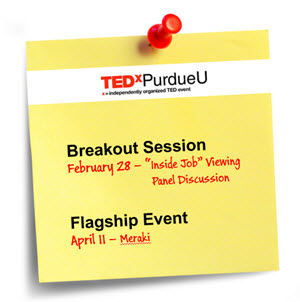 TEDxPurdueU
x = independently organized TED event
Breakout Session
February 28 – "Inside Job" Viewing
Panel Discussion
Flagship Event
April 11 – Meraki